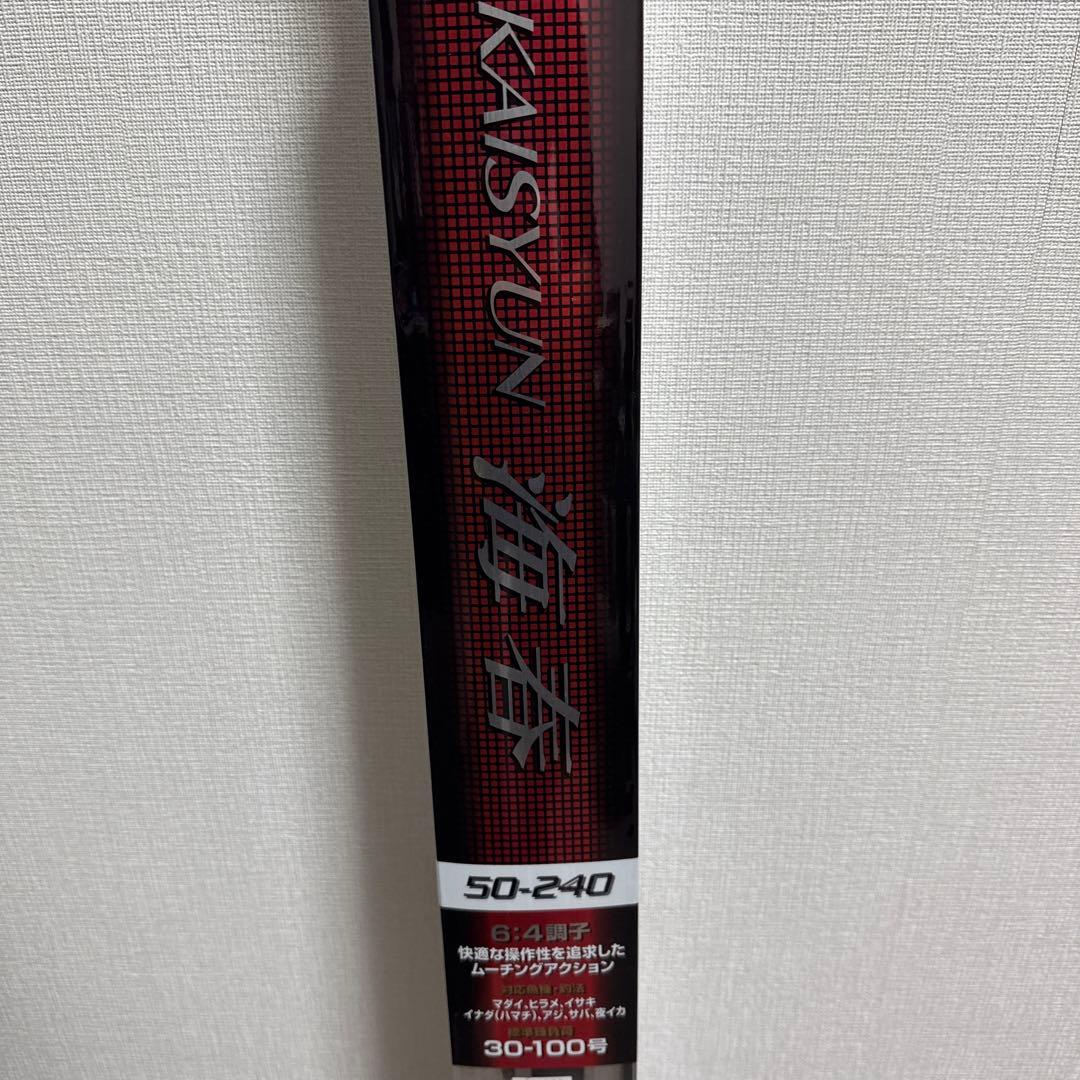 KAISYUN 海春
50-240
6:4調子
快適な操作性を追求した
ムーチングアクション
対応魚種・釣法
マダイ、ヒラメ、イサキ
イナダ(ハマチ)、アジ、サバ、夜イカ
標準錘負荷
30-100号